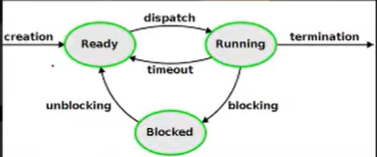 dispatch
creation
Ready
Running
termination
timeout
unblocking
blocking
Blocked